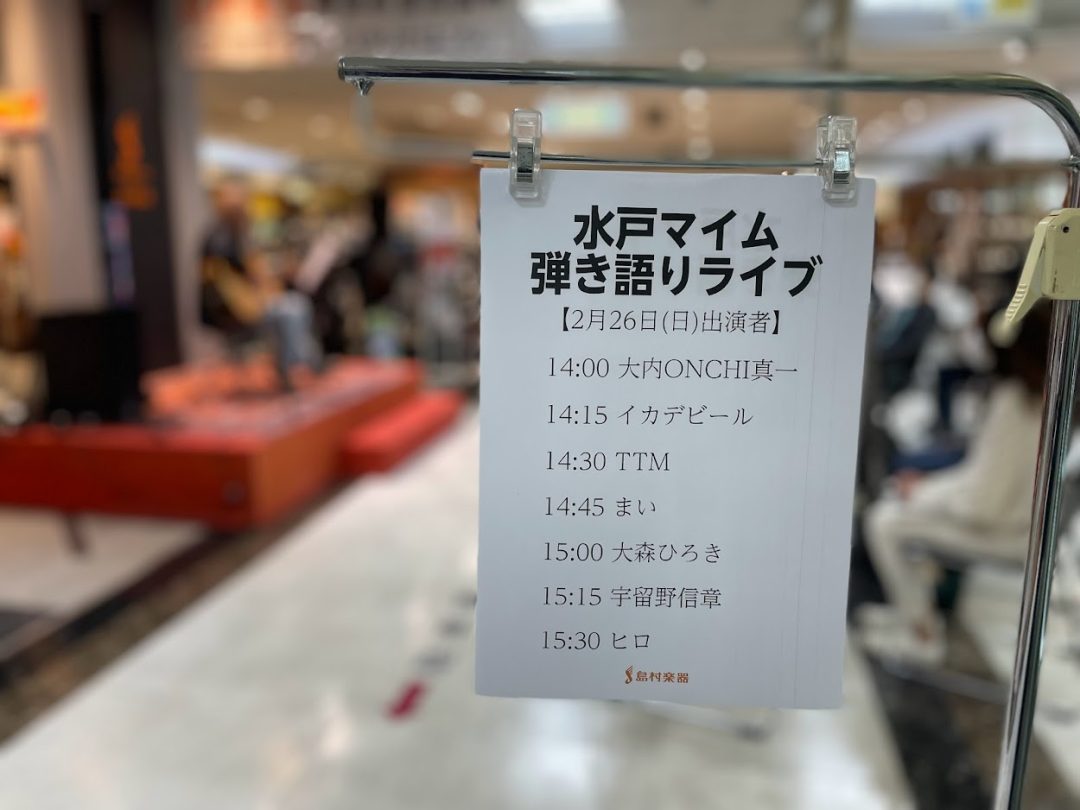 水戸マイム
弾き語りライブ
【2月26日(日)出演者】
14:00 大内ONCHI真一
14:15 イカデビール
14:30 TTM
14:45 まい
15:00 大森ひろき
15:15 宇留野信章
15:30 ヒロ
島村楽器